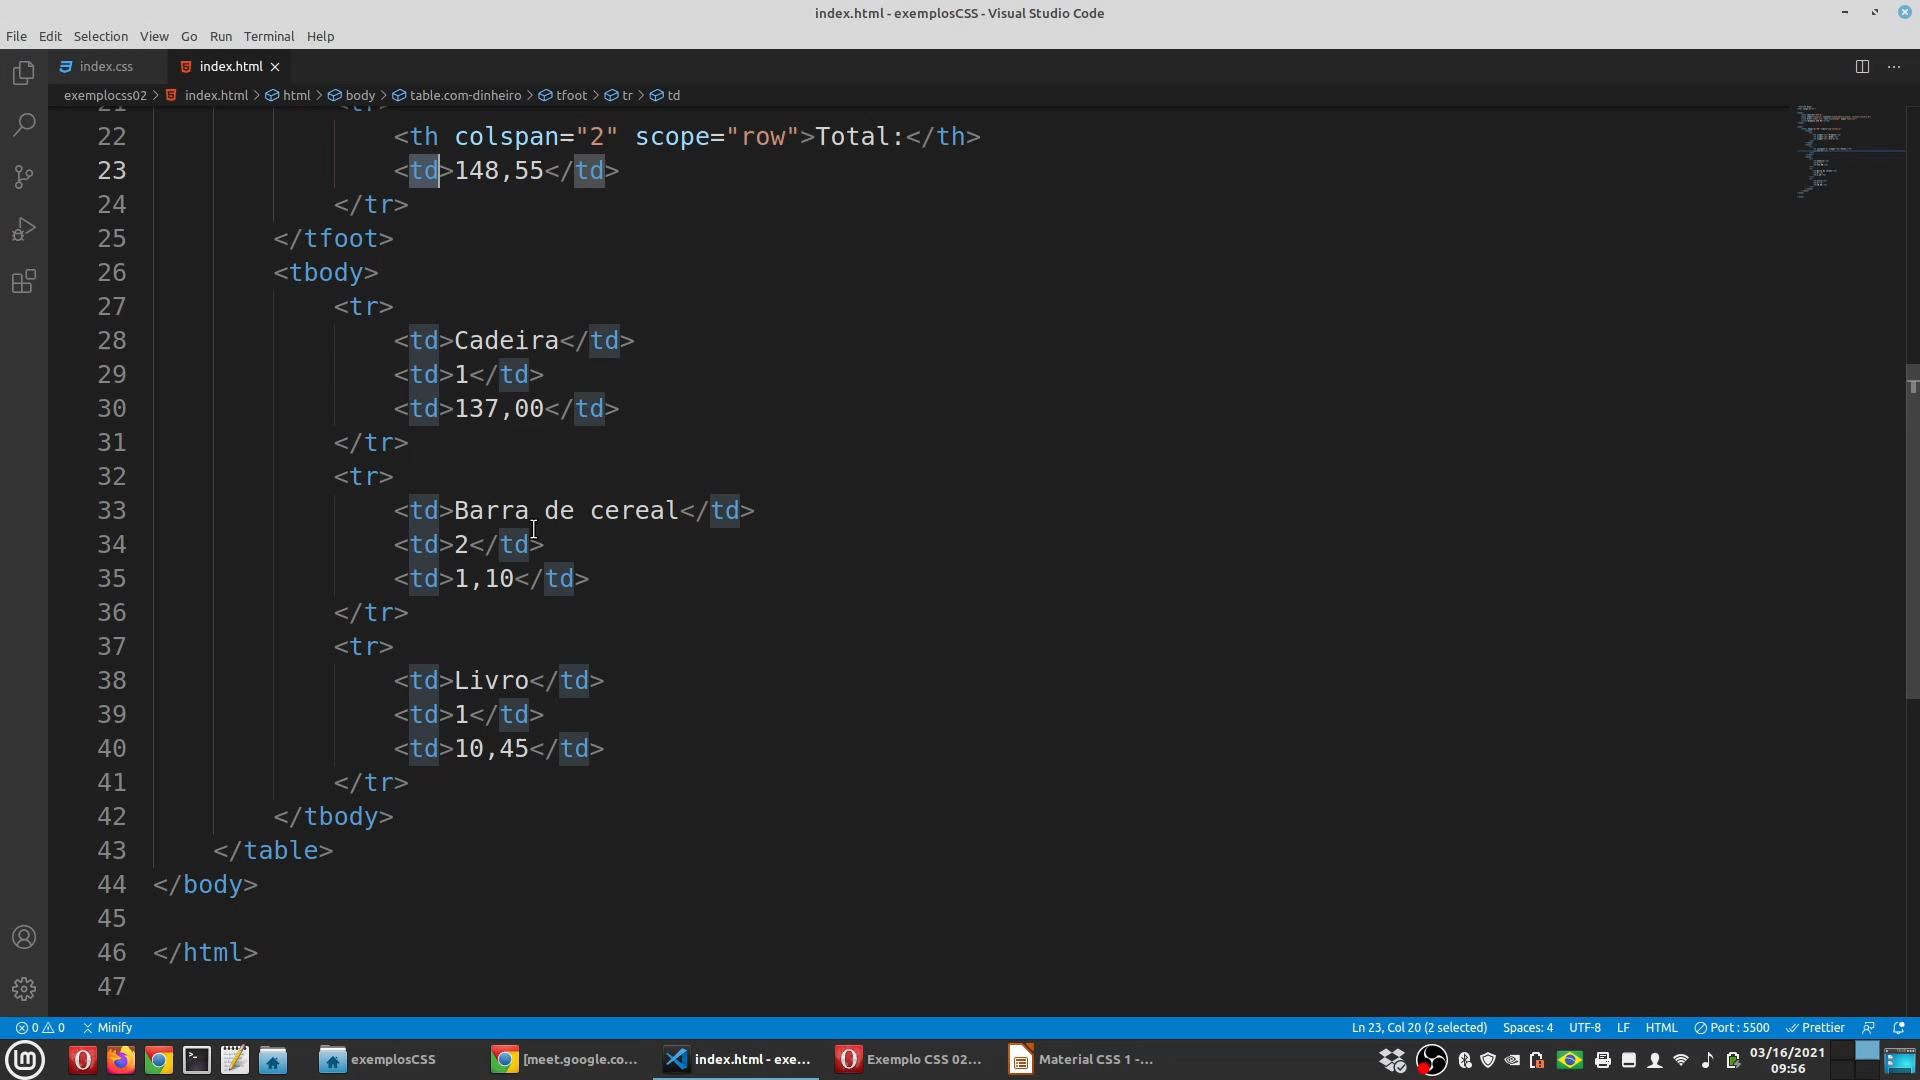 index.html - exemplosCSS - Visual Studio Code
File Edit Selection View Go Run Terminal Help
index.css index.html
exemplocss02 > index.html > html > body > table.com-dinheiro > tfoot > tr > td
21 <tr>
22 <th colspan="2" scope="row">Total:</th>
23 <td>148,55</td>
24 </tr>
25 </tfoot>
26 <tbody>
27 <tr>
28 <td>Cadeira</td>
29 <td>1</td>
30 <td>137,00</td>
31 </tr>
32 <tr>
33 <td>Barra de cereal</td>
34 <td>2</td>
35 <td>1,10</td>
36 </tr>
37 <tr>
38 <td>Livro</td>
39 <td>1</td>
40 <td>10,45</td>
41 </tr>
42 </tbody>
43 </table>
44 </body>
45
46 </html>
47
0 0 Minify Ln 23, Col 20 (2 selected) Spaces: 4 UTF-8 LF HTML Port : 5500 Prettier
exemplosCSS [meet.google.co... index.html - exe... Exemplo CSS 02... Material CSS 1 -... 03/16/2021
09:56